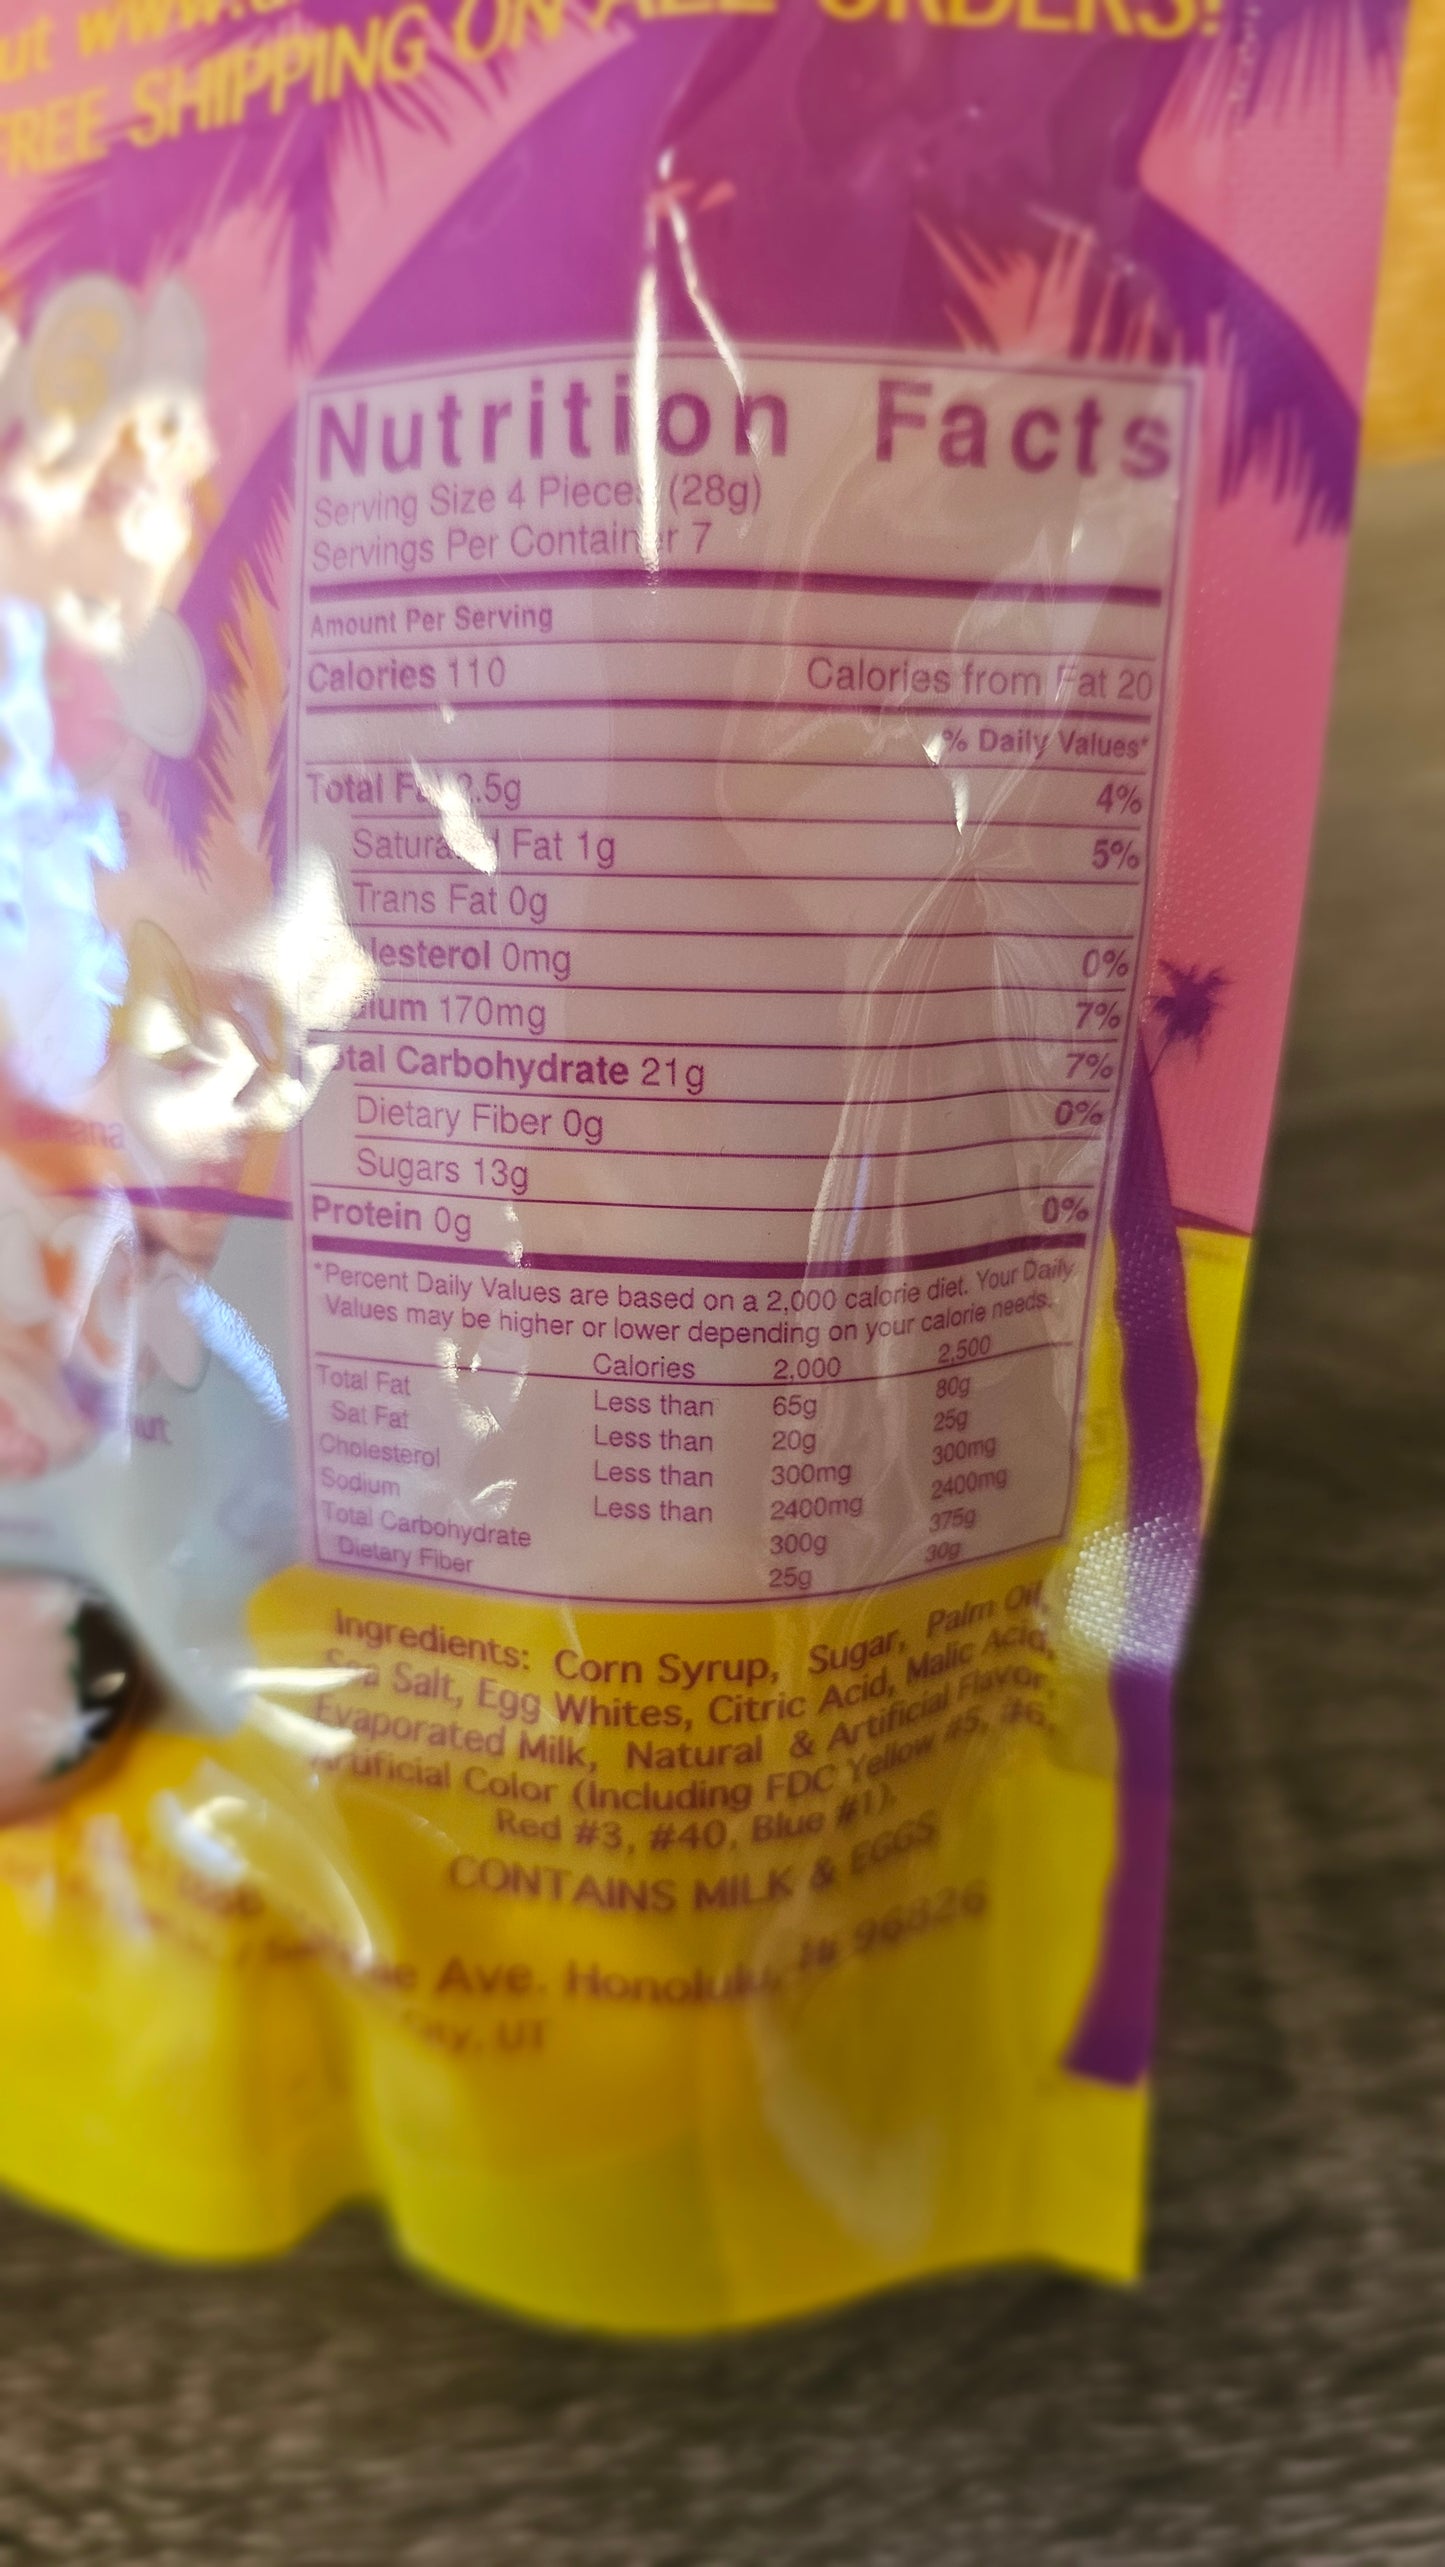 ut
FREE SHIPPING ON ALL ORDERS!
Nutrition Facts
Serving Size 4 Pieces (28g)
Servings Per Container 7
Amount Per Serving
Calories 110 Calories from Fat 20
% Daily Values*
Total Fat 2.5g 4%
Saturated Fat 1g 5%
Trans Fat 0g
lesterol 0mg 0%
ium 170mg 7%
otal Carbohydrate 21g 7%
Dietary Fiber 0g 0%
Sugars 13g
Protein 0g 0%
*Percent Daily Values are based on a 2,000 calorie diet. Your Daily
Values may be higher or lower depending on your calorie needs.
Calories 2,000 2,500
Total Fat Less than 65g 80g
Sat Fat Less than 20g 25g
Cholesterol Less than 300mg 300mg
Sodium Less than 2400mg 2400mg
Total Carbohydrate 300g 375g
Dietary Fiber 25g 30g
Ingredients: Corn Syrup, Sugar, Palm Oil,
Sea Salt, Egg Whites, Citric Acid, Malic Acid,
Evaporated Milk, Natural & Artificial Flavor,
Artificial Color (Including FDC Yellow #5, #6,
Red #3, #40, Blue #1).
CONTAINS MILK & EGGS
Ave. Honolulu, 96826
UT